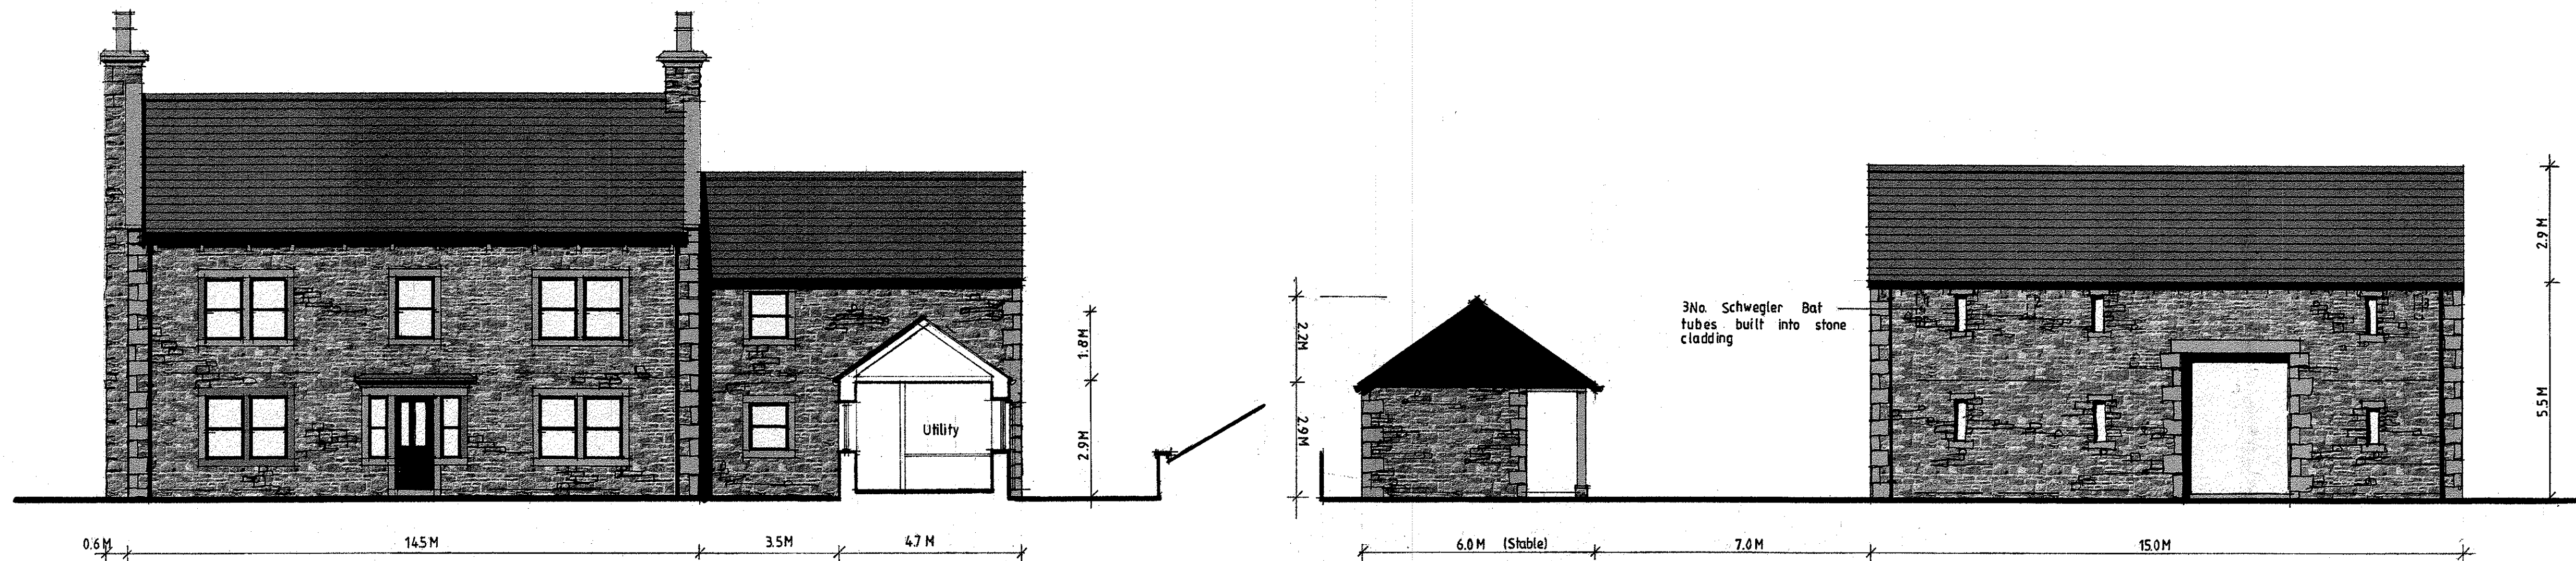 Utility
1.8M
2.9M
2.2M
2.9M
3No. Schwegler Bat
tubes built into stone
cladding
2.9M
5.5M
0.6M
14.5M
3.5M
4.7 M
6.0M (Stable)
7.0M
15.0M